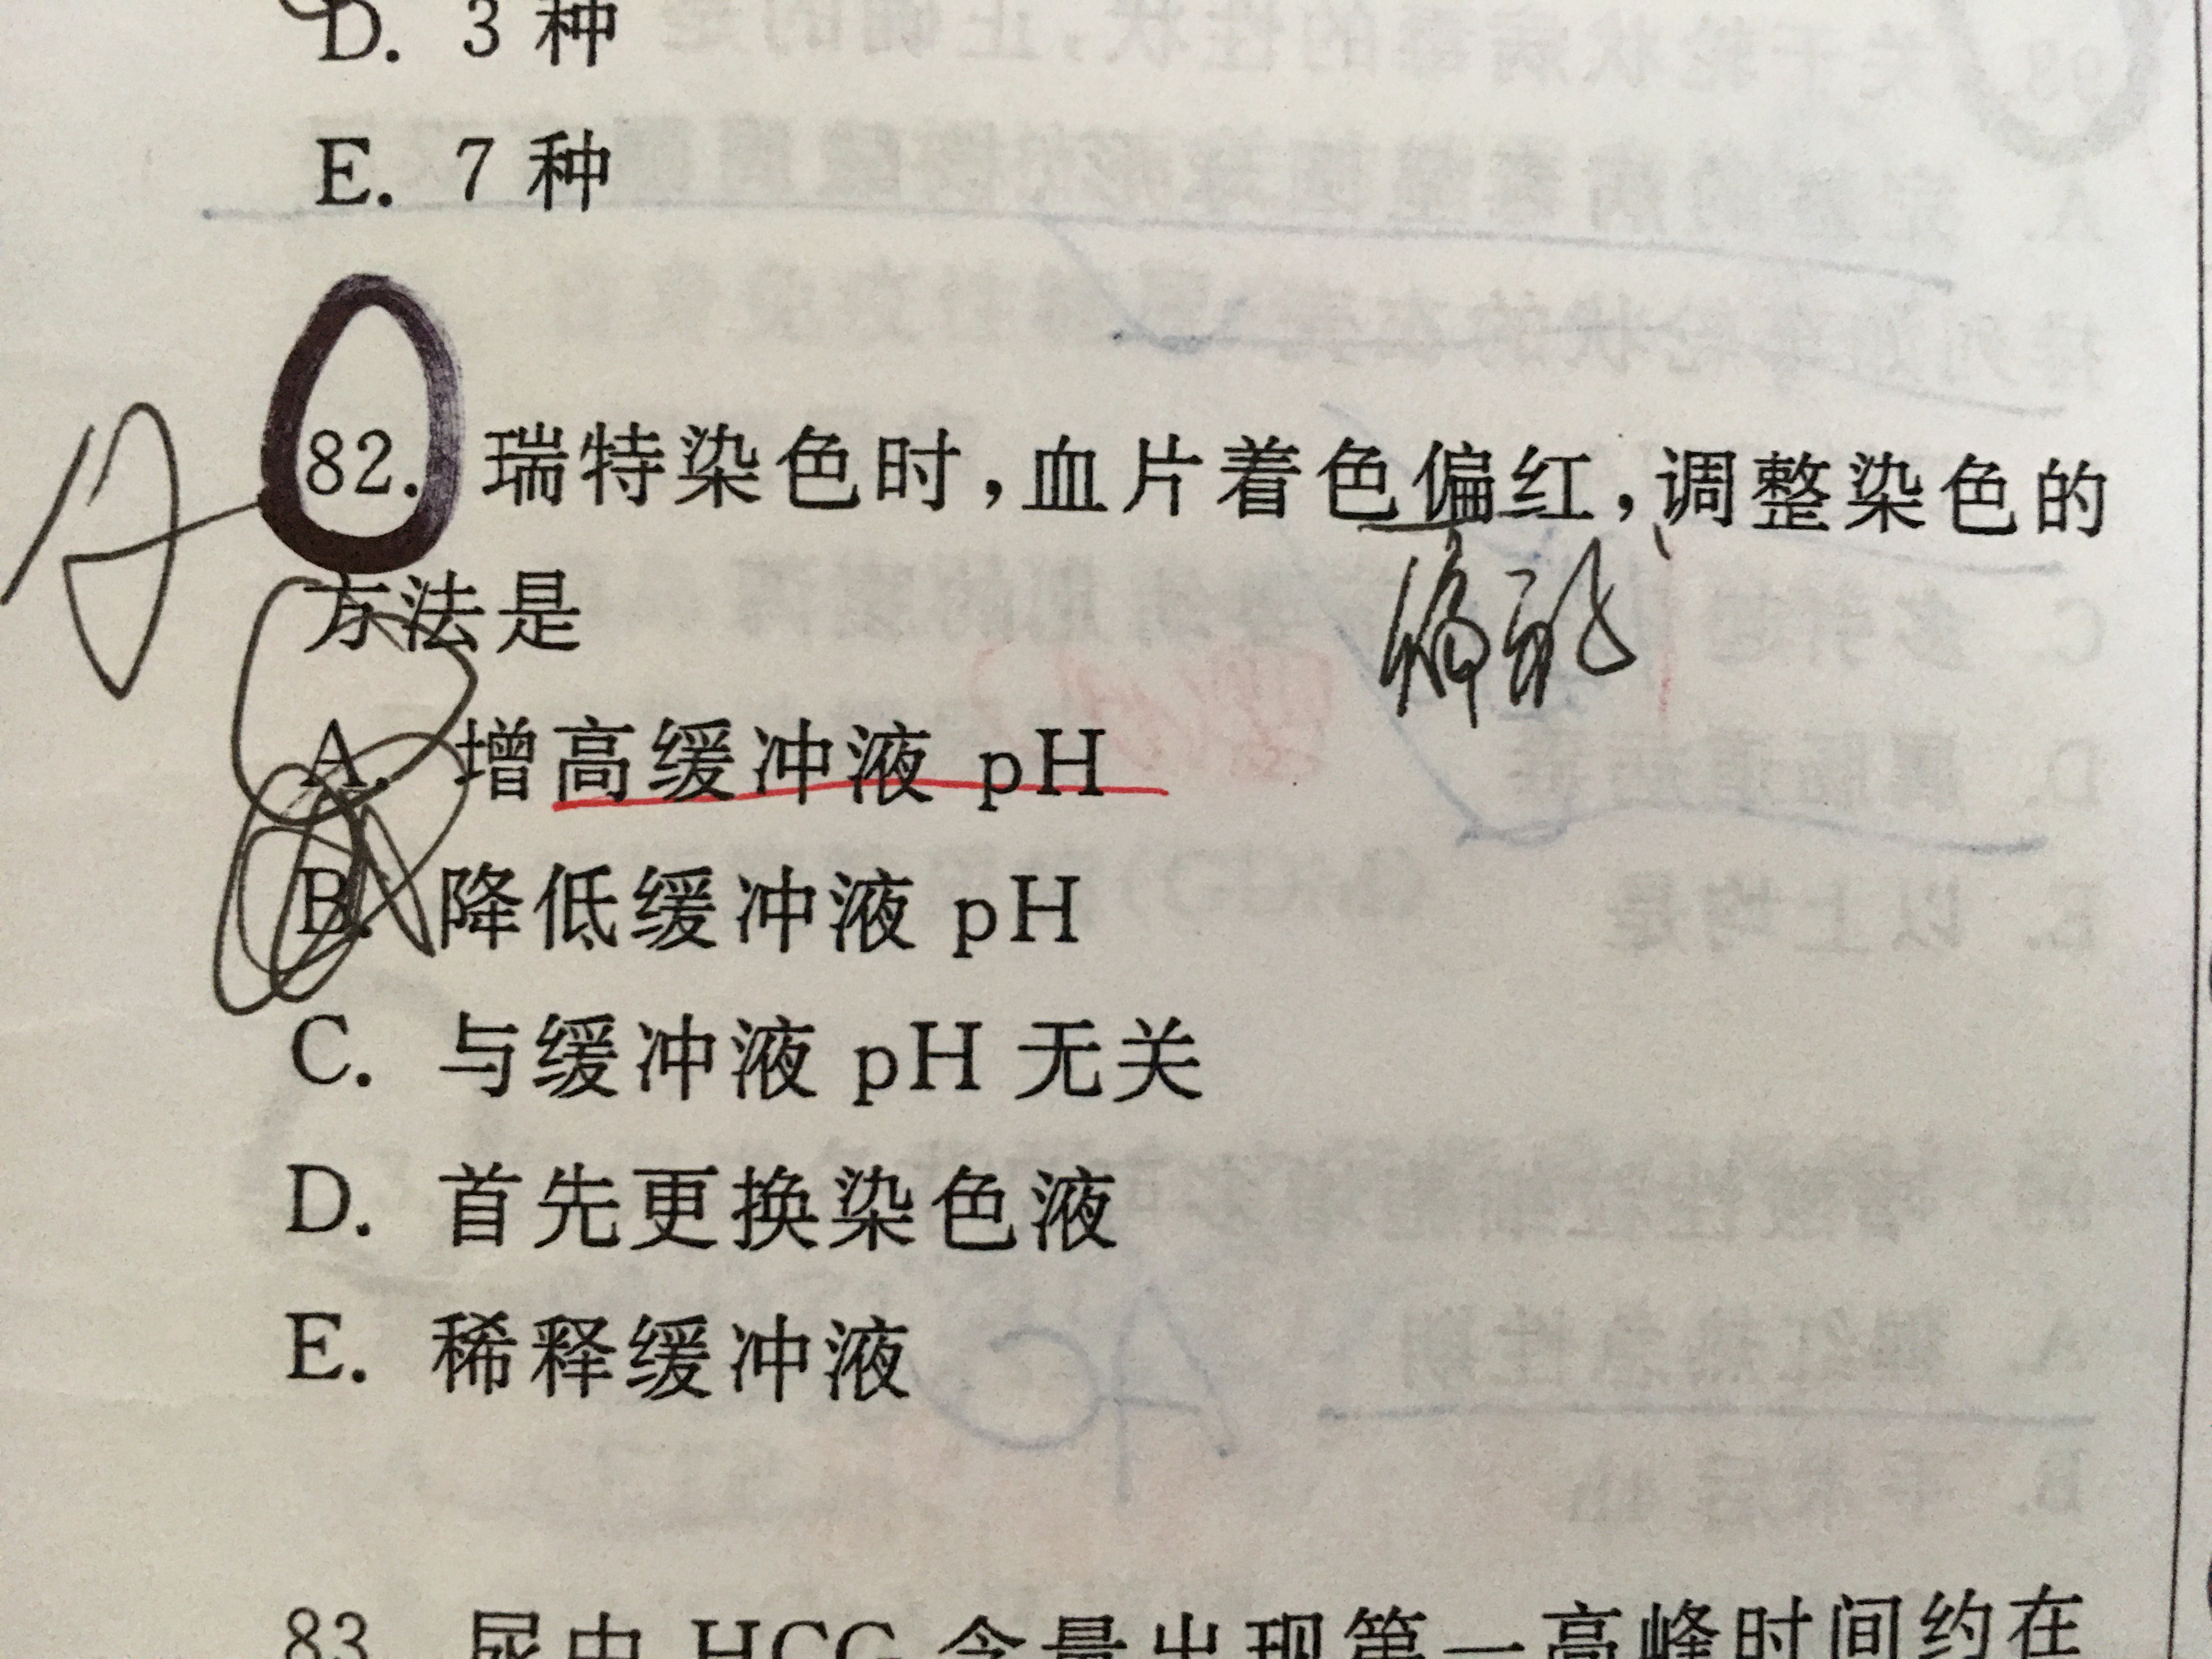 D. 3种
E. 7种
82. 瑞特染色时，血片着色偏红，调整染色的
方法是
A. 增高缓冲液 pH
B. 降低缓冲液 pH
C. 与缓冲液 pH 无关
D. 首先更换染色液
E. 稀释缓冲液
83 尿中 HCG 含量出现第一高峰时间约在